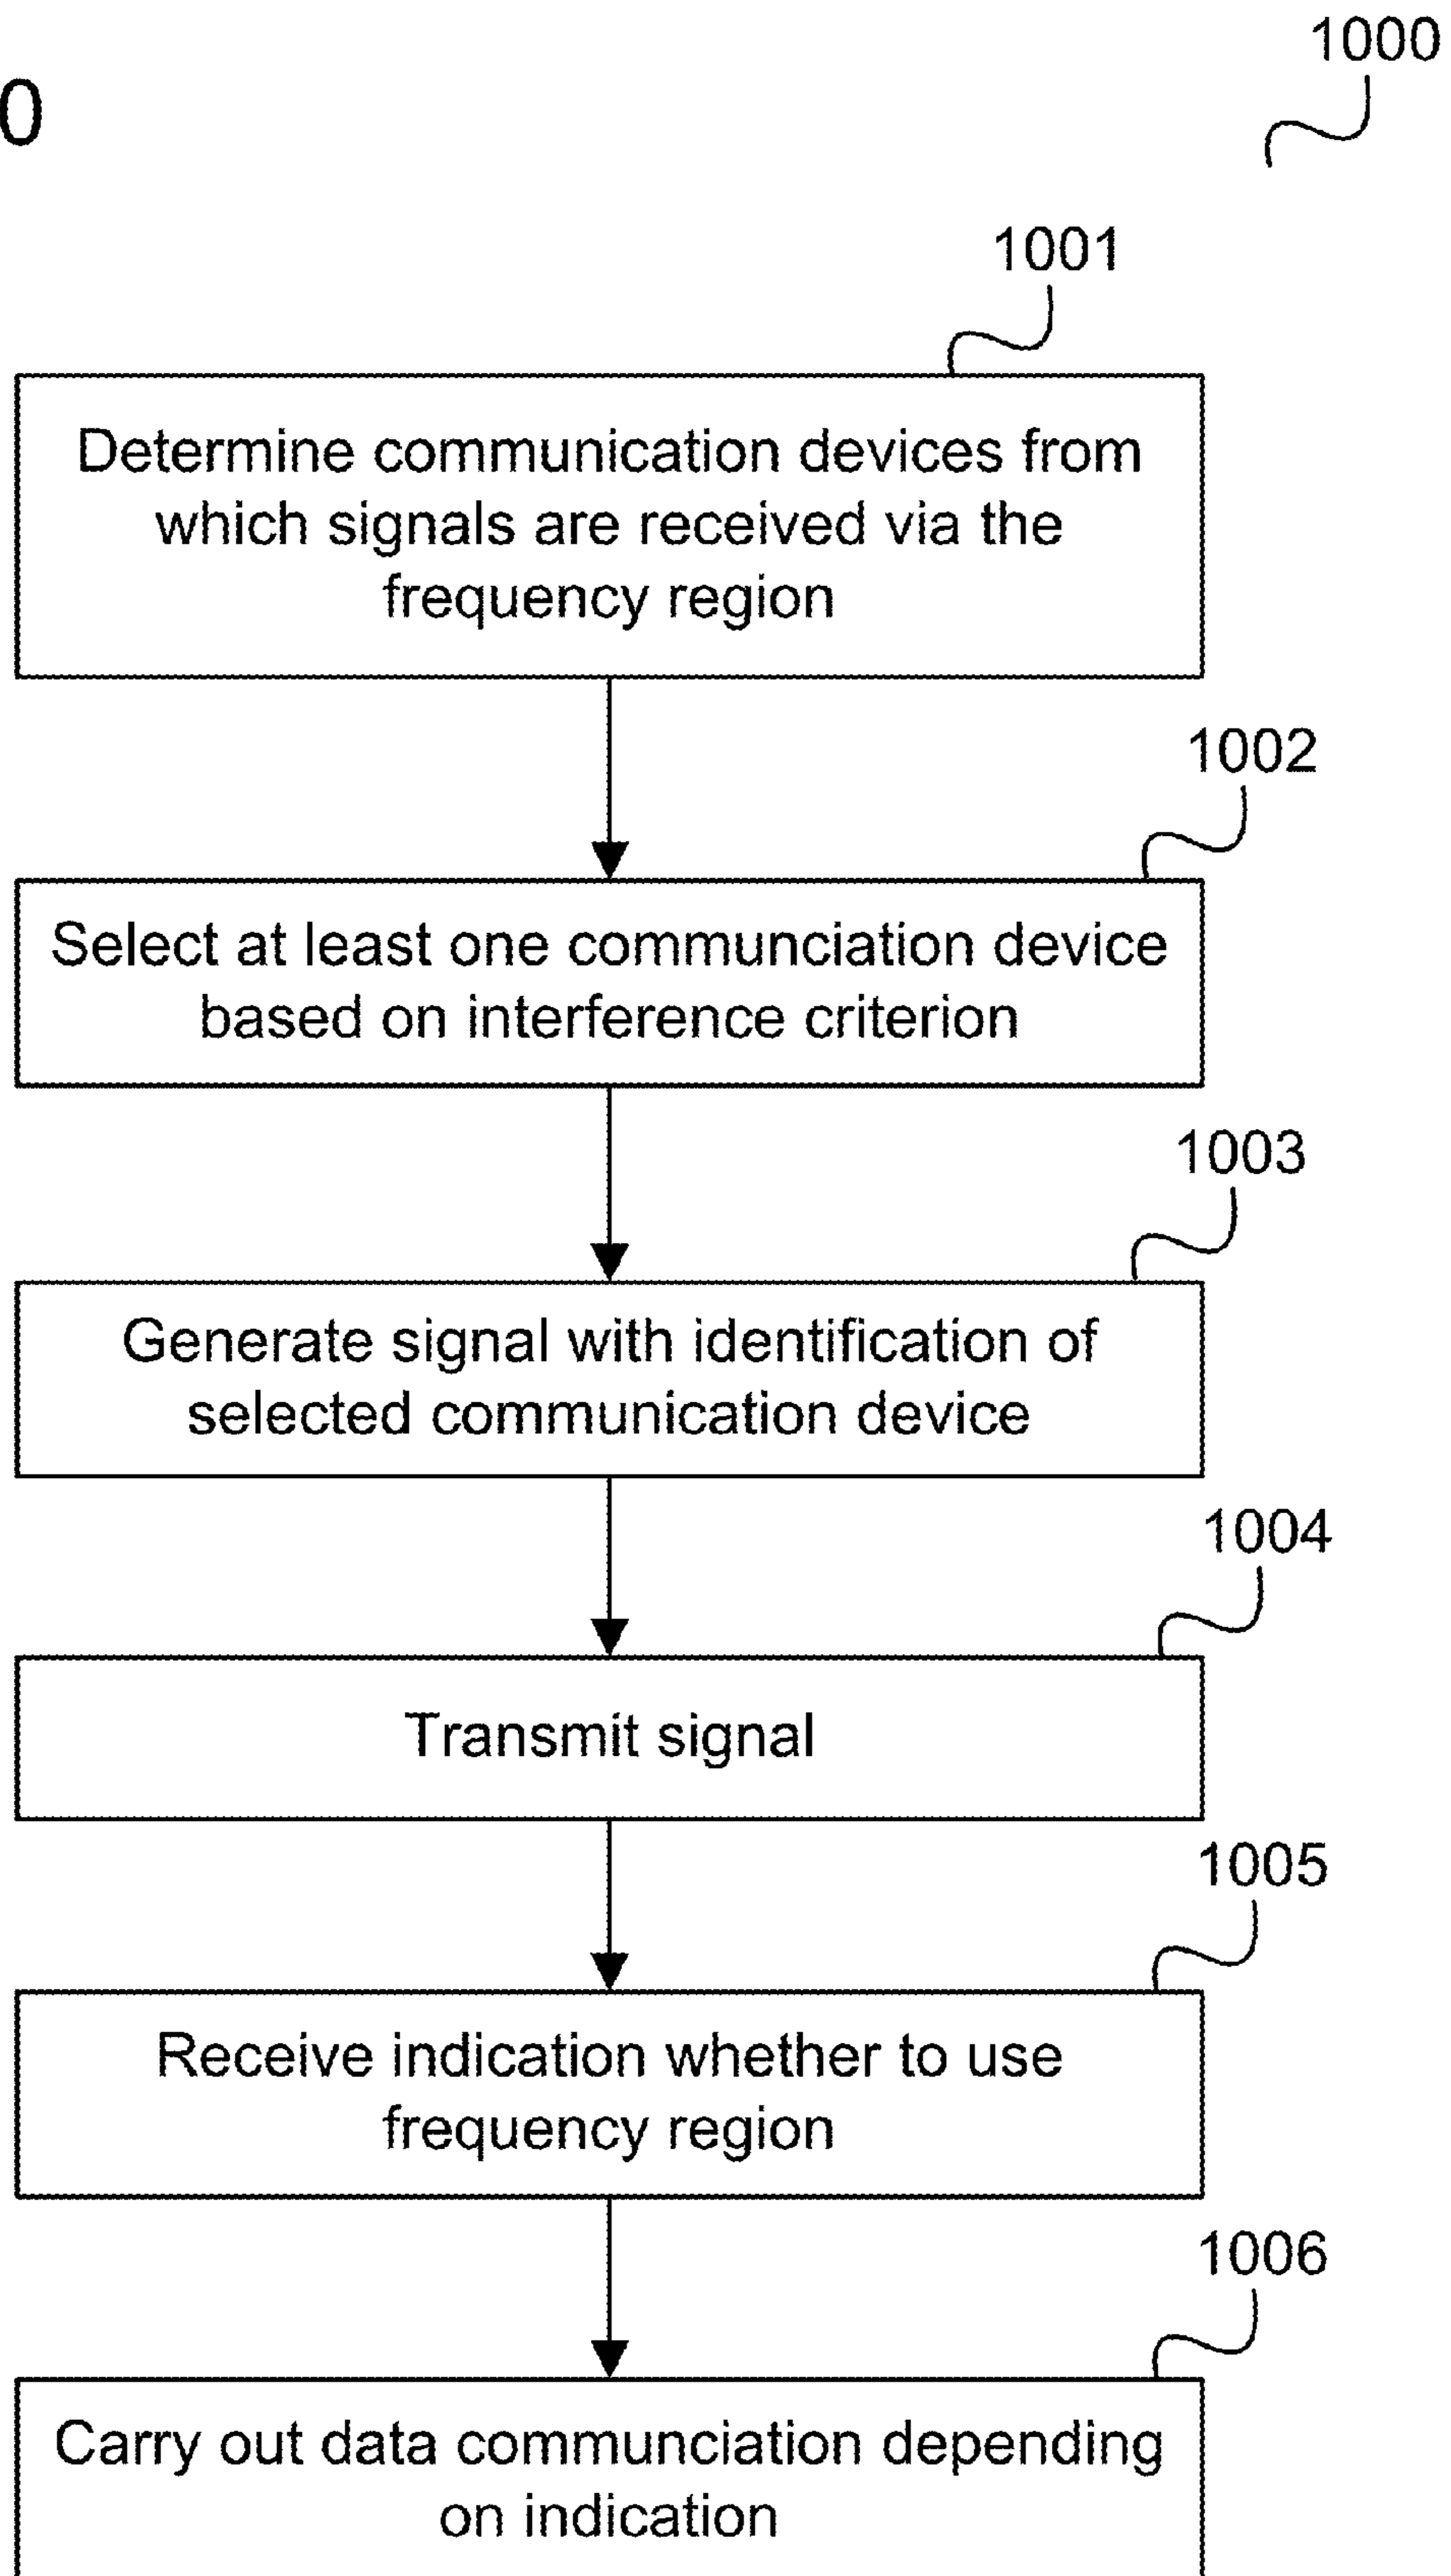 1000
0
1001
Determine communication devices from
which signals are received via the
frequency region
1002
Select at least one communciation device
based on interference criterion
1003
Generate signal with identification of
selected communication device
1004
Transmit signal
1005
Receive indication whether to use
frequency region
1006
Carry out data communciation depending
on indication